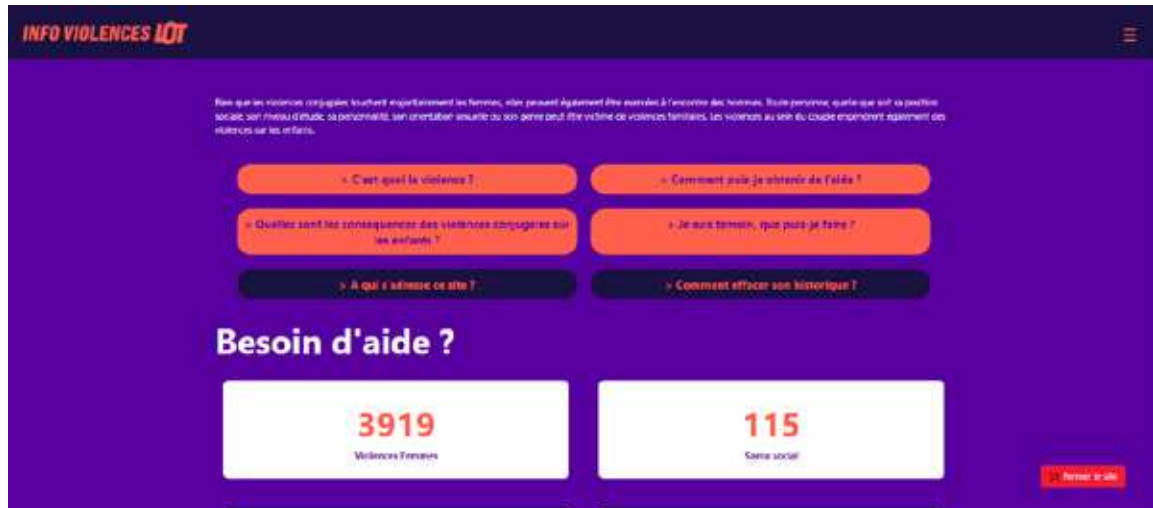 INFO VIOLENCES LOT
Bien que les violences conjugales touchent majoritairement les femmes, elles peuvent également être exercées à l'encontre des hommes. Toute personne, quelle que soit sa position
sociale, son niveau d'étude, sa personnalité, son orientation sexuelle ou son genre peut être victime de violences familiales. Les violences au sein du couple engendrent également des
violences sur les enfants.
> C'est quoi la violence ?
> Comment puis-je obtenir de l'aide ?
> Quelles sont les conséquences des violences conjugales sur
les enfants ?
> Je suis témoin, que puis-je faire ?
> A qui s'adresse ce site ?
> Comment effacer son historique ?
Besoin d'aide ?
3919
Violences Femmes
115
Samu social
Fermer le site